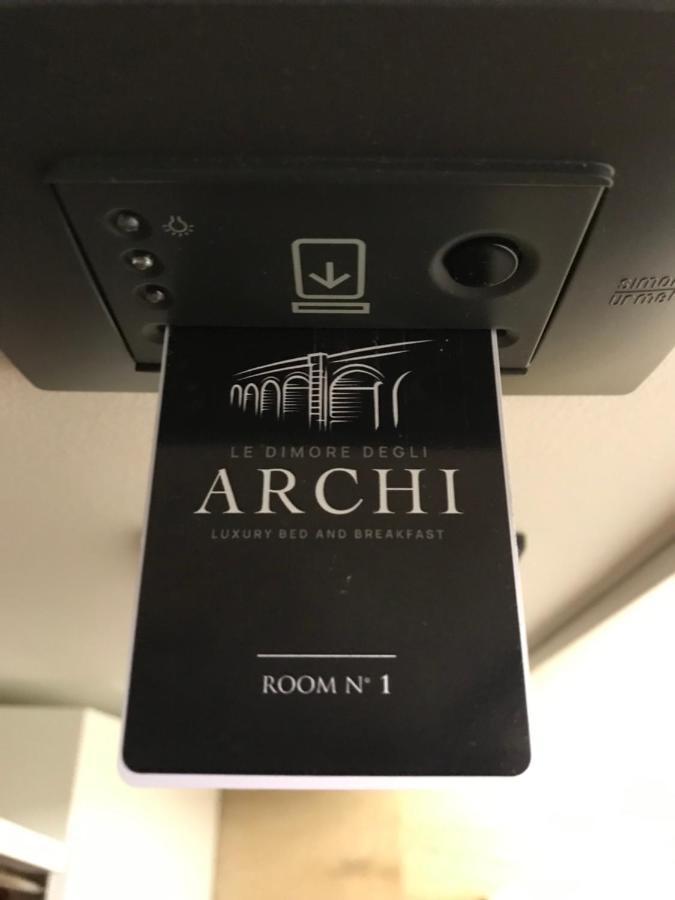 LE DIMORE DEGLI
ARCHI
LUXURY BED AND BREAKFAST
ROOM N° 1